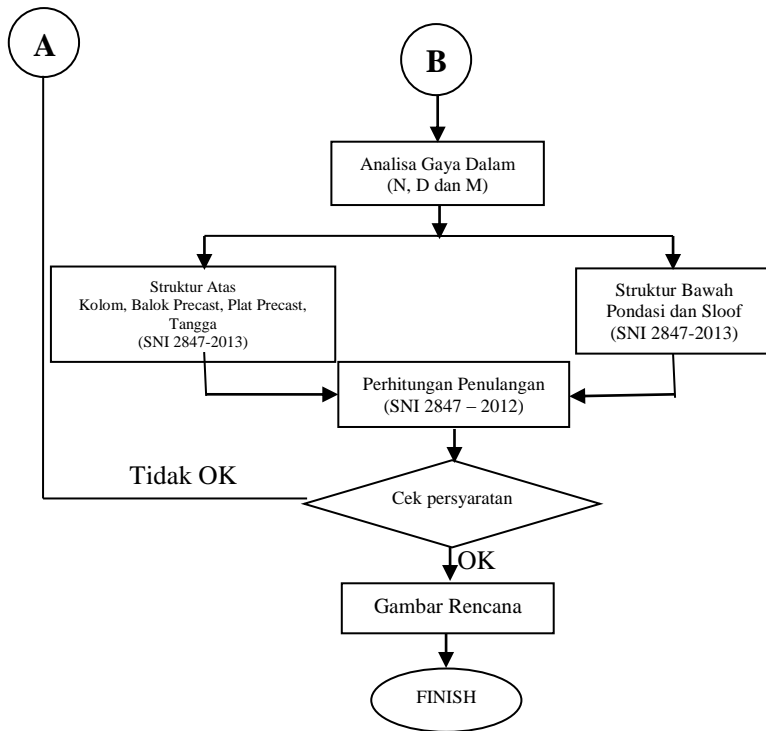 A
B
Analisa Gaya Dalam
(N, D dan M)
Struktur Atas
Kolom, Balok Precast, Plat Precast,
Tangga
(SNI 2847-2013)
Struktur Bawah
Pondasi dan Sloof
(SNI 2847-2013)
Perhitungan Penulangan
(SNI 2847 – 2012)
Tidak OK
Cek persyaratan
OK
Gambar Rencana
FINISH